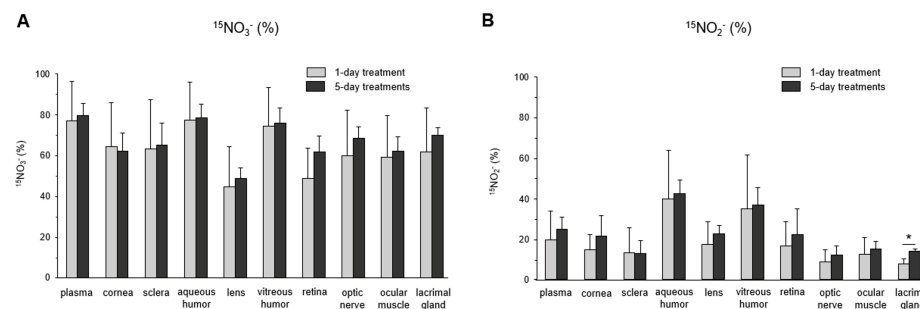 A
¹⁵NO₃⁻ (%)
1-day treatment
5-day treatments
¹⁵NO₃⁻ (%)
100
80
60
40
20
0
plasma
cornea
sclera
aqueous
humor
lens
vitreous
humor
retina
optic
nerve
ocular
muscle
lacrimal
gland
B
¹⁵NO₂⁻ (%)
1-day treatment
5-day treatments
¹⁵NO₂⁻ (%)
100
80
60
40
20
0
*
plasma
cornea
sclera
aqueous
humor
lens
vitreous
humor
retina
optic
nerve
ocular
muscle
lacrim
gland